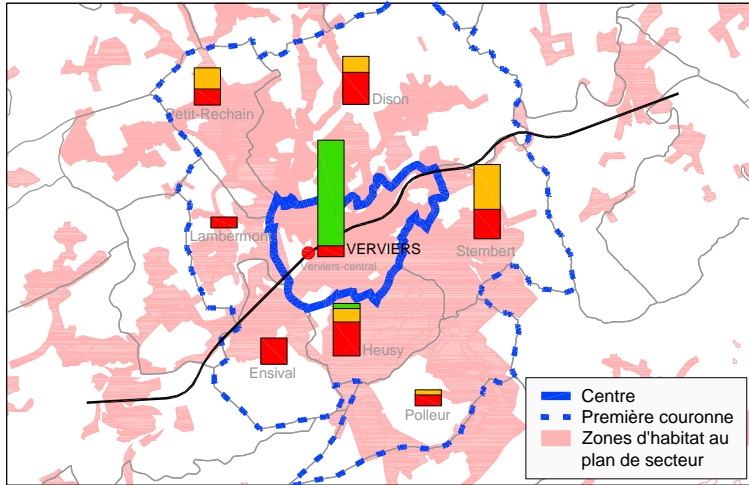 Petit-Rechain
Dison
Lambermont
VERVIERS
Verviers-central
Stembert
Heusy
Ensival
Polleur
Centre
Première couronne
Zones d'habitat au
plan de secteur